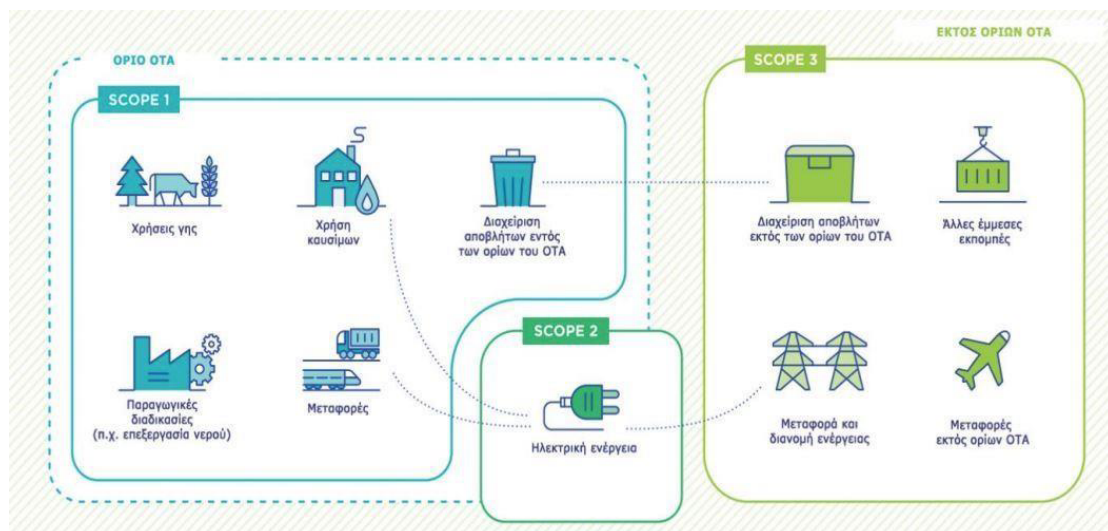 ΟΡΙΟ ΟΤΑ
ΕΚΤΟΣ ΟΡΙΩΝ ΟΤΑ
SCOPE 1
Χρήσεις γης
Χρήση
καυσίμων
Διαχείριση
αποβλήτων εντός
των ορίων του ΟΤΑ
Παραγωγικές
διαδικασίες
(π.χ. επεξεργασία νερού)
Μεταφορές
SCOPE 2
Ηλεκτρική ενέργεια
SCOPE 3
Διαχείριση αποβλήτων
εκτός των ορίων του ΟΤΑ
Άλλες έμμεσες
εκπομπές
Μεταφορά και
διανομή ενέργειας
Μεταφορές
εκτός ορίων ΟΤΑ